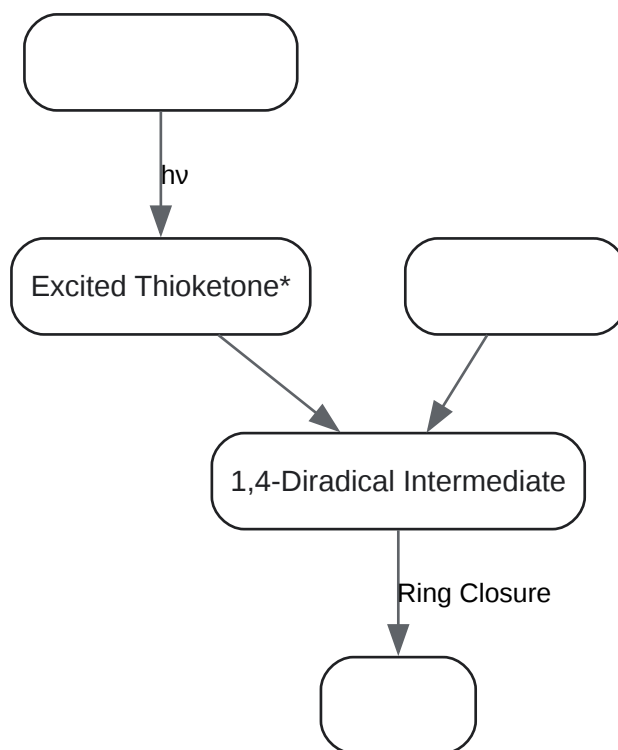 hν
Excited Thioketone*
1,4-Diradical Intermediate
Ring Closure